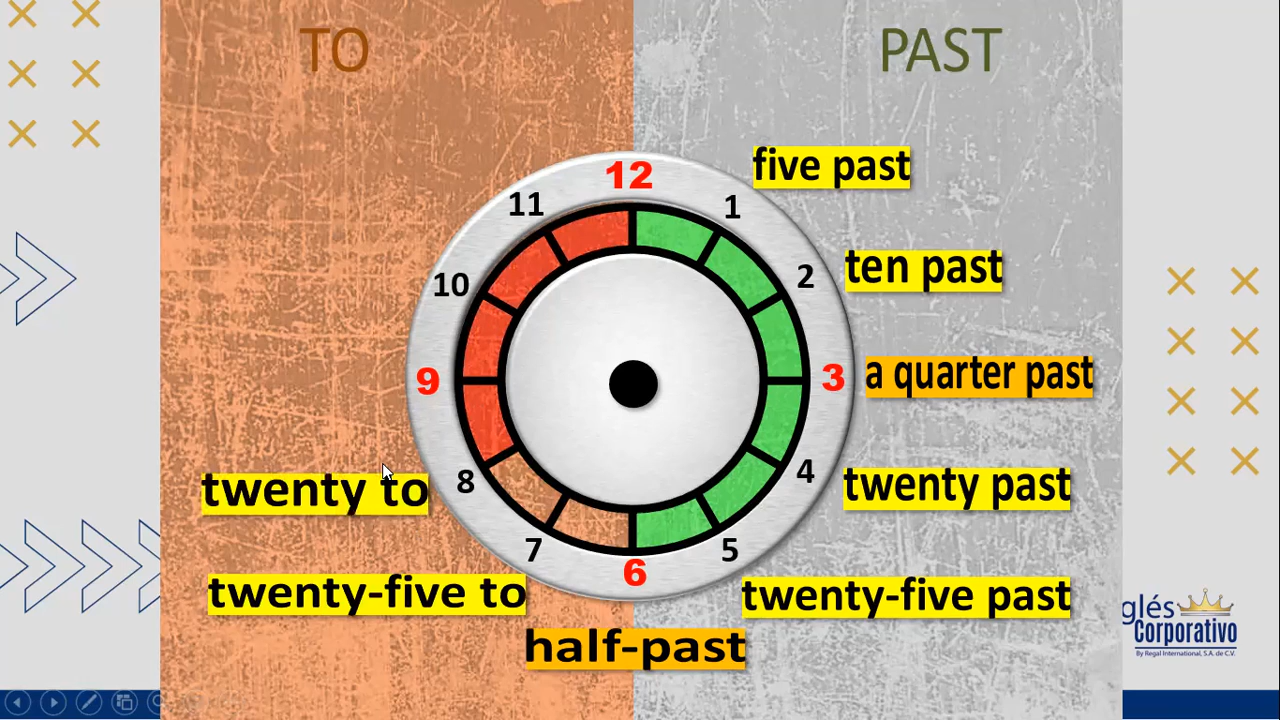 TO
PAST
five past
12
11
1
10
2
ten past
9
3
a quarter past
twenty to
8
4
twenty past
7
5
twenty-five to
6
twenty-five past
half-past
glés
Corporativo
By Regal International, S.A. de C.V.